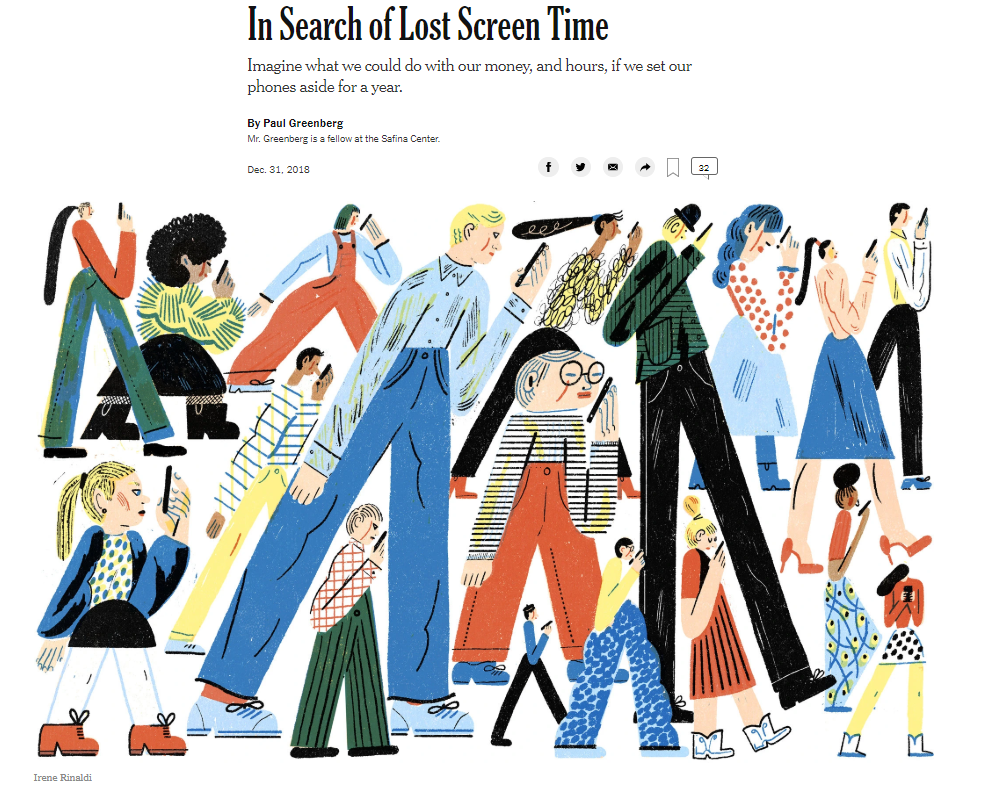 In Search of Lost Screen Time
Imagine what we could do with our money, and hours, if we set our
phones aside for a year.
By Paul Greenberg
Mr. Greenberg is a fellow at the Safina Center.
Dec. 31, 2018
32
Irene Rinaldi